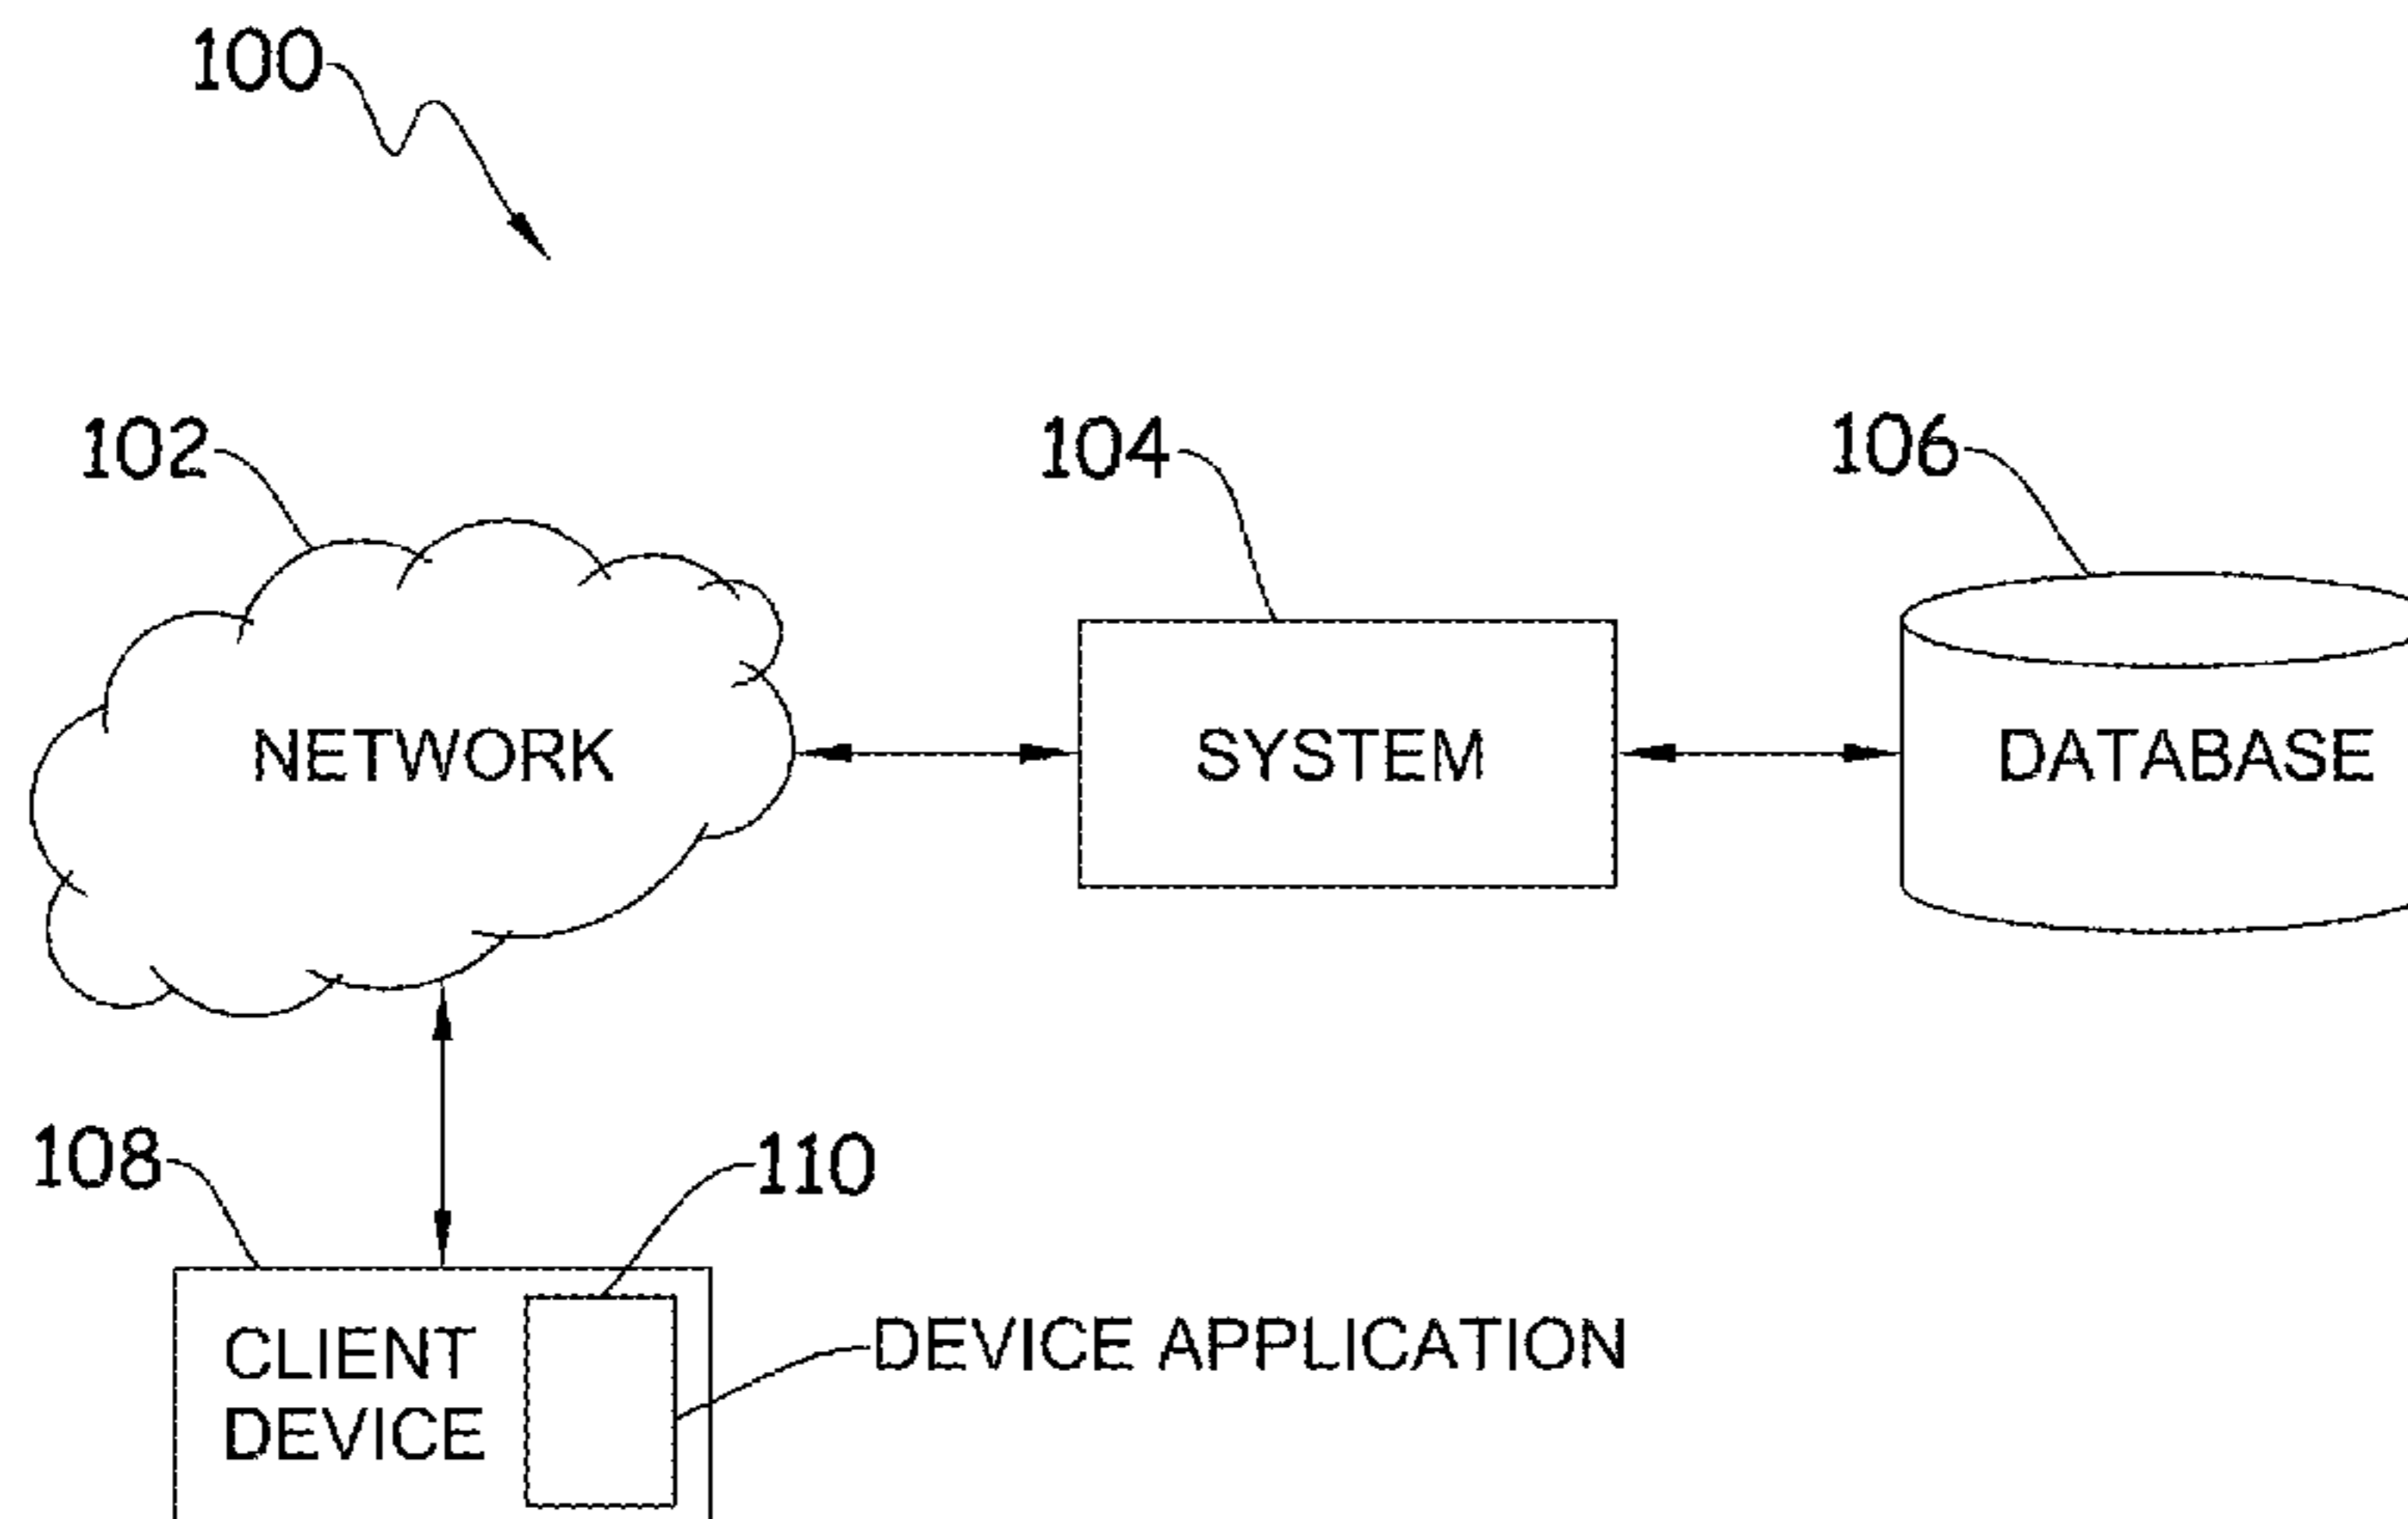 100
102
104
106
NETWORK
SYSTEM
DATABASE
108
110
CLIENT
DEVICE
DEVICE APPLICATION